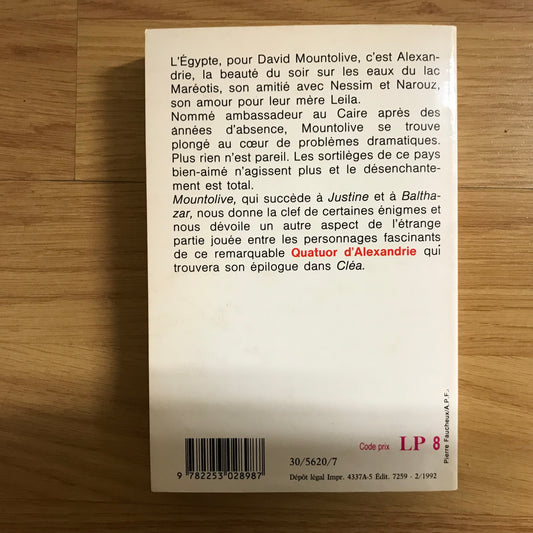 L'Égypte, pour David Mountolive, c'est Alexan-
drie, la beauté du soir sur les eaux du lac
Maréotis, son amitié avec Nessim et Narouz,
son amour pour leur mère Leila.
Nommé ambassadeur au Caire après des
années d'absence, Mountolive se trouve
plongé au cœur de problèmes dramatiques.
Plus rien n'est pareil. Les sortilèges de ce pays
bien-aimé n'agissent plus et le désenchante-
ment est total.
Mountolive, qui succède à Justine et à Baltha-
zar, nous donne la clef de certaines énigmes et
nous dévoile un autre aspect de l'étrange
partie jouée entre les personnages fascinants
de ce remarquable Quatuor d'Alexandrie qui
trouvera son épilogue dans Cléa.
Pierre Faucheux/A.P.F.
Code prix LP 8
30/5620/7
9 782253 028987
Dépôt légal Impr. 4337A-5 Édit. 7259 - 2/1992